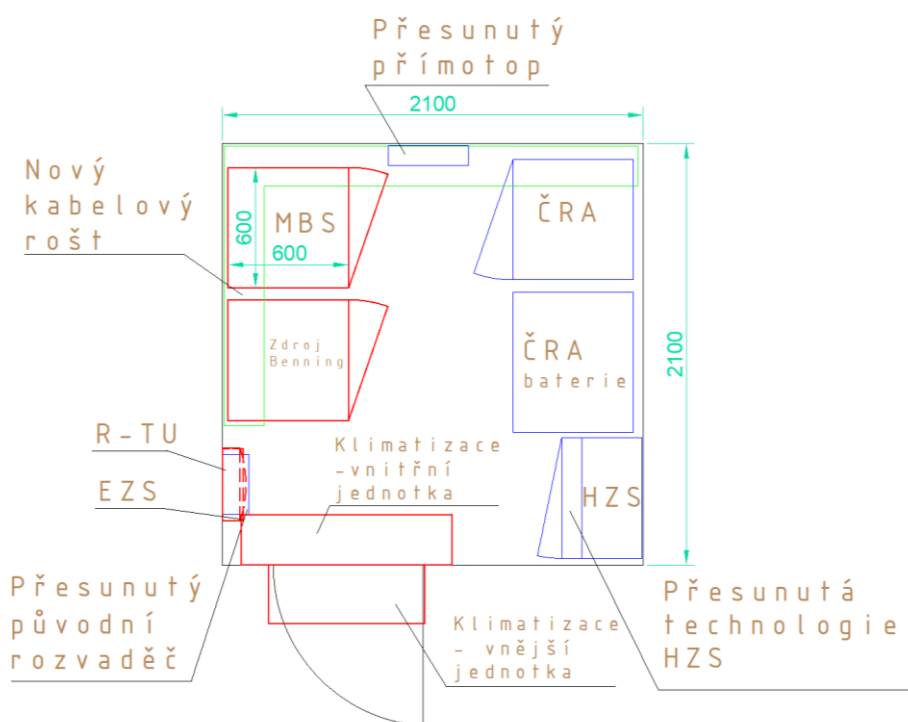 Přesunutý
přímotop
2100
Nový
kabelový
rošt
600
MBS
600
ČRA
Zdroj
Benning
ČRA
baterie
2100
R-TU
EZS
Klimatizace
-vnitřní
jednotka
HZS
Přesunutý
původní
rozvaděč
Klimatizace
- vnější
jednotka
Přesunutá
technologie
HZS